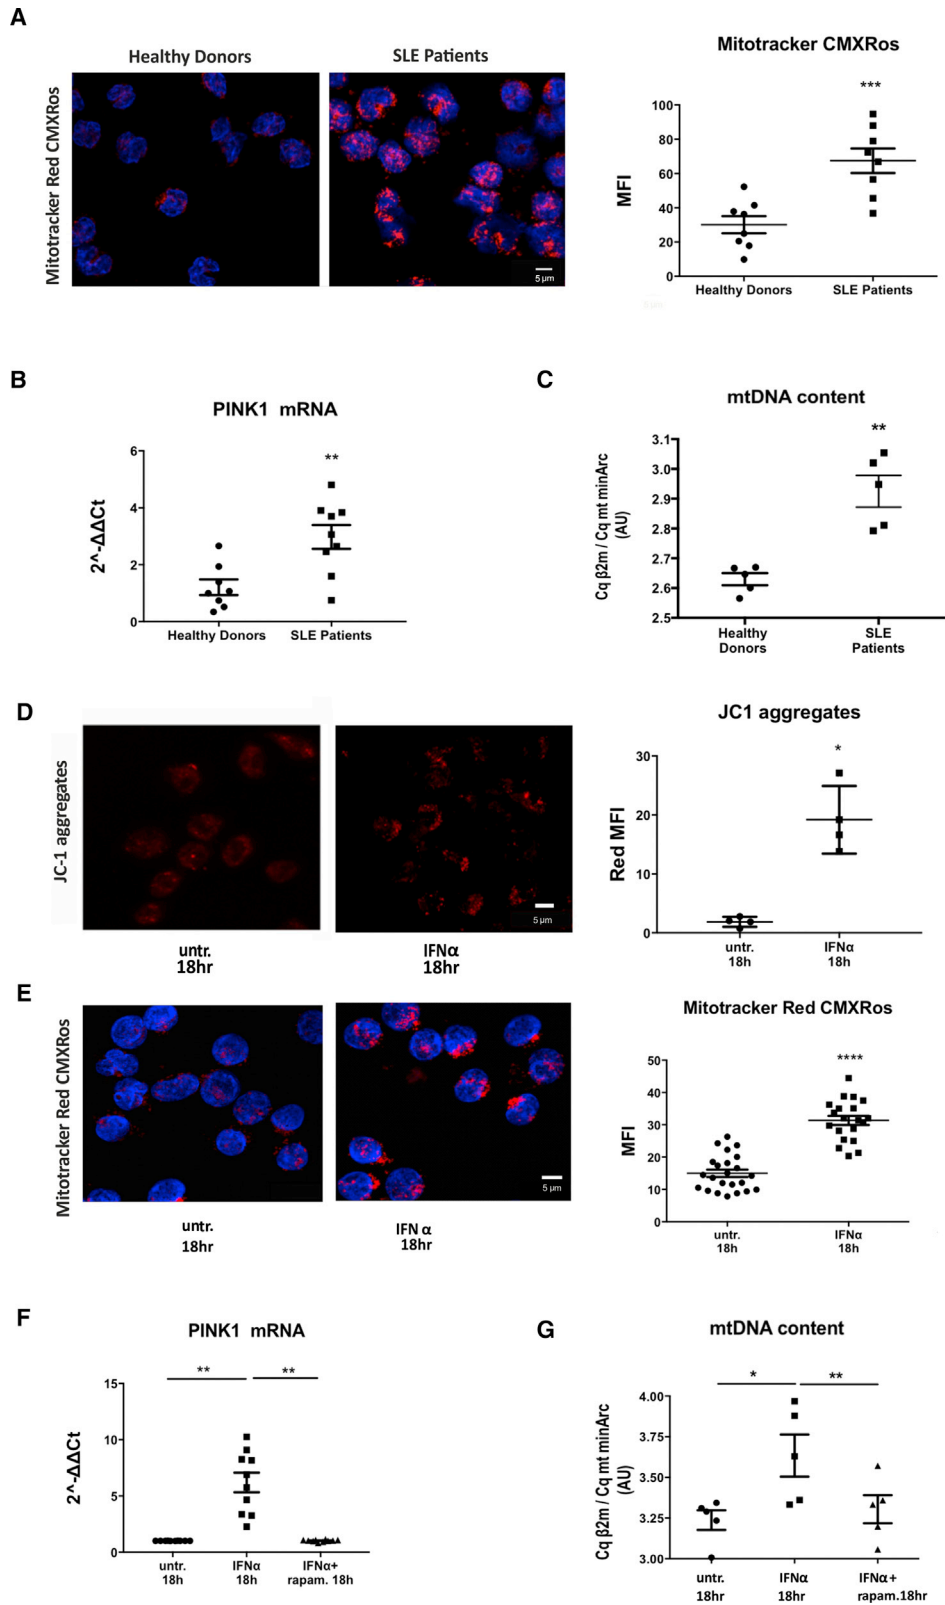 A
Healthy Donors
SLE Patients
Mitotracker Red CMXRos
5 µm
Mitotracker CMXRos
***
MFI
100
80
60
40
20
0
Healthy Donors
SLE Patients
B
PINK1 mRNA
**
2^-ΔΔCt
6
4
2
0
Healthy Donors
SLE Patients
C
mtDNA content
**
Cq β2m / Cq mt minArc
(AU)
3.1
3.0
2.9
2.8
2.7
2.6
2.5
Healthy
Donors
SLE
Patients
D
JC-1 aggregates
5 µm
untr.
18hr
IFNα
18hr
JC1 aggregates
*
Red MFI
30
20
10
0
untr.
18h
IFNα
18h
E
Mitotracker Red CMXRos
5 µm
untr.
18hr
IFN α
18hr
Mitotracker Red CMXRos
****
MFI
50
40
30
20
10
0
untr.
18h
IFNα
18h
F
PINK1 mRNA
**
**
2^-ΔΔCt
15
10
5
0
untr.
18h
IFNα
18h
IFNα+
rapam. 18h
G
mtDNA content
*
**
Cq β2m / Cq mt minArc
(AU)
4.00
3.75
3.50
3.25
3.00
untr.
18hr
IFNα
18hr
IFNα+
rapam.18hr